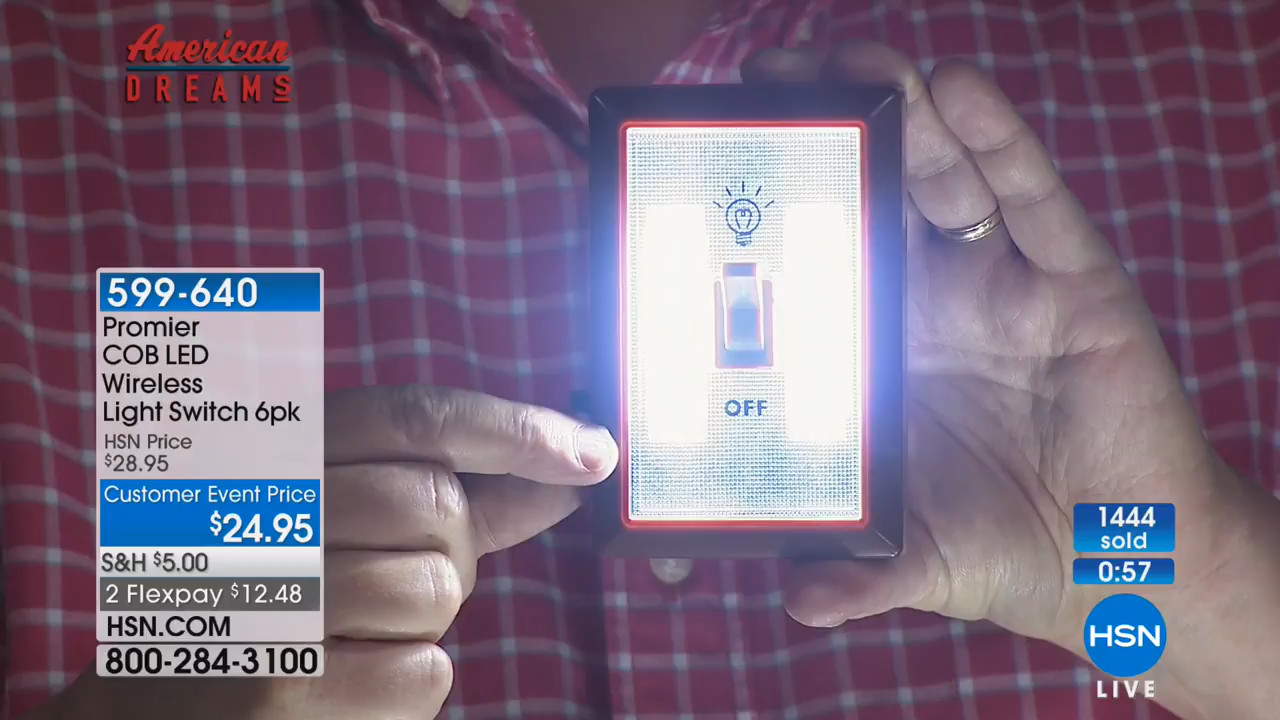 American
DREAMS
599-640
Promier
COB LED
Wireless
Light Switch 6pk
HSN Price
$28.95
Customer Event Price
$24.95
S&H $5.00
2 Flexpay $12.48
HSN.COM
800-284-3100
OFF
1444
sold
0:57
HSN
LIVE